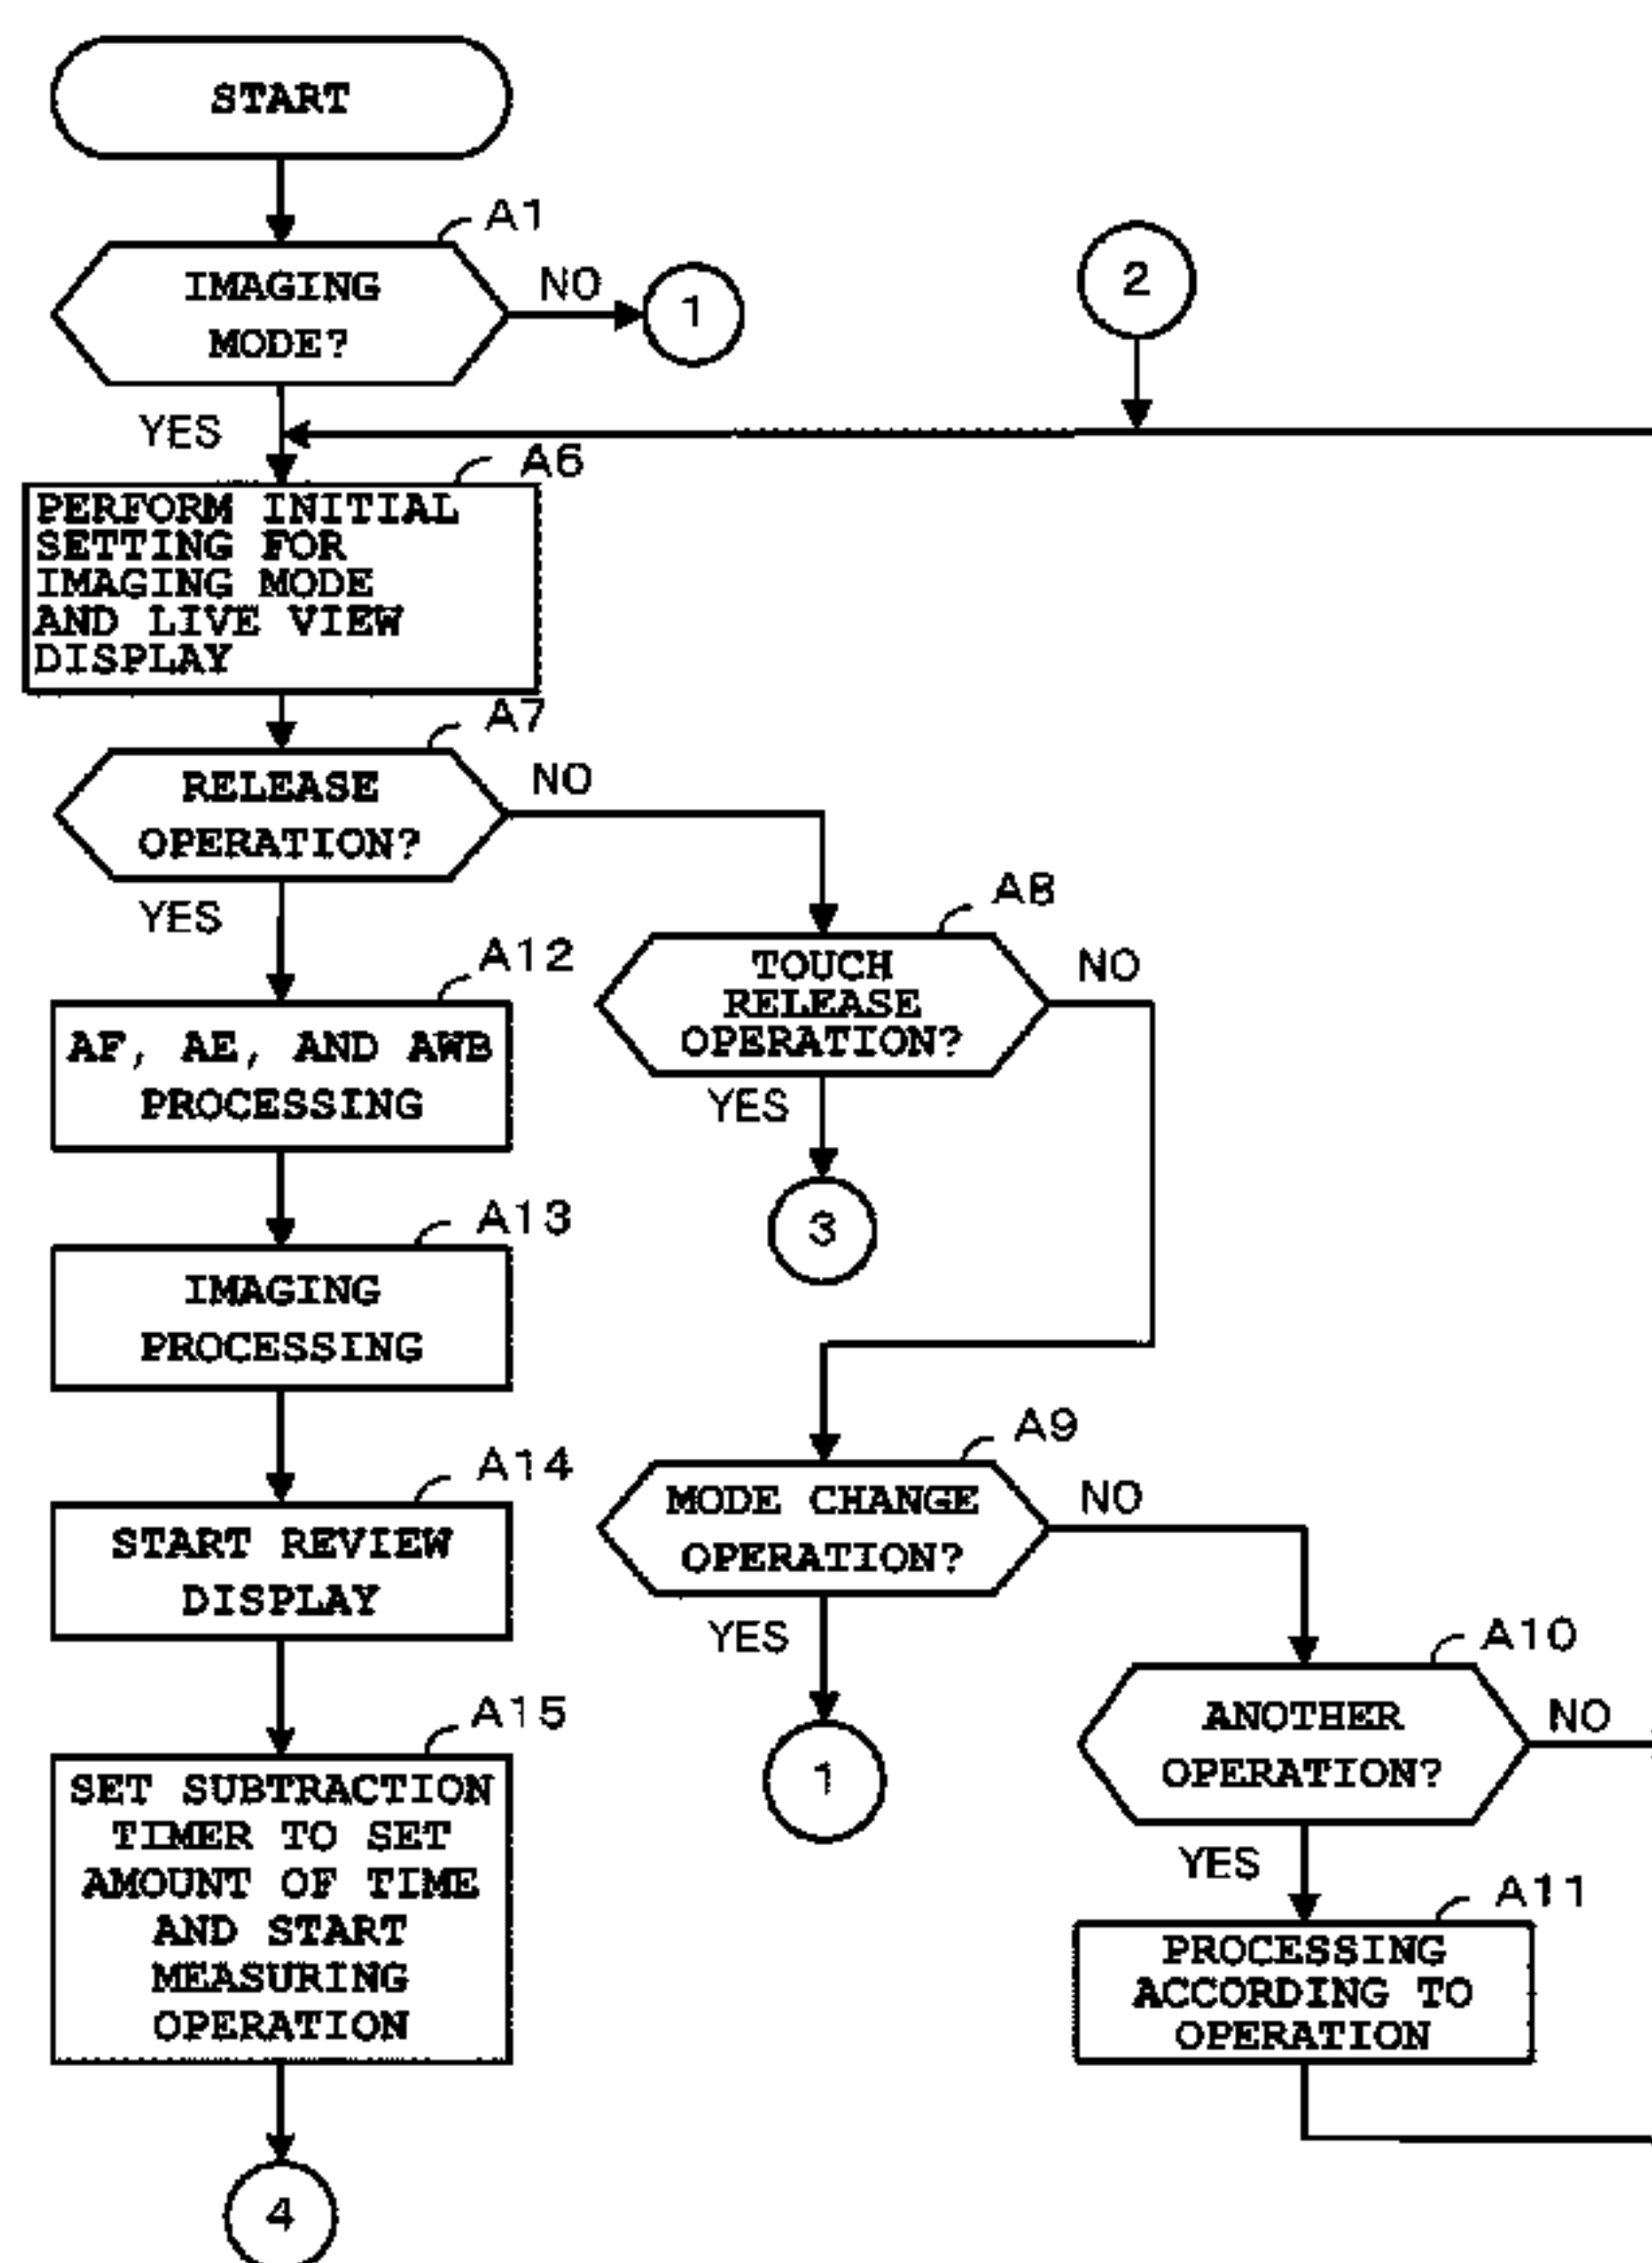 START
A1
IMAGING
MODE?
NO
1
2
YES
A6
PERFORM INITIAL
SETTING FOR
IMAGING MODE
AND LIVE VIEW
DISPLAY
A7
RELEASE
OPERATION?
NO
YES
A8
TOUCH
RELEASE
OPERATION?
NO
YES
3
A12
AF, AE, AND AWB
PROCESSING
A13
IMAGING
PROCESSING
A9
MODE CHANGE
OPERATION?
NO
YES
1
A14
START REVIEW
DISPLAY
A10
ANOTHER
OPERATION?
NO
YES
A15
SET SUBTRACTION
TIMER TO SET
AMOUNT OF TIME
AND START
MEASURING
OPERATION
A11
PROCESSING
ACCORDING TO
OPERATION
4